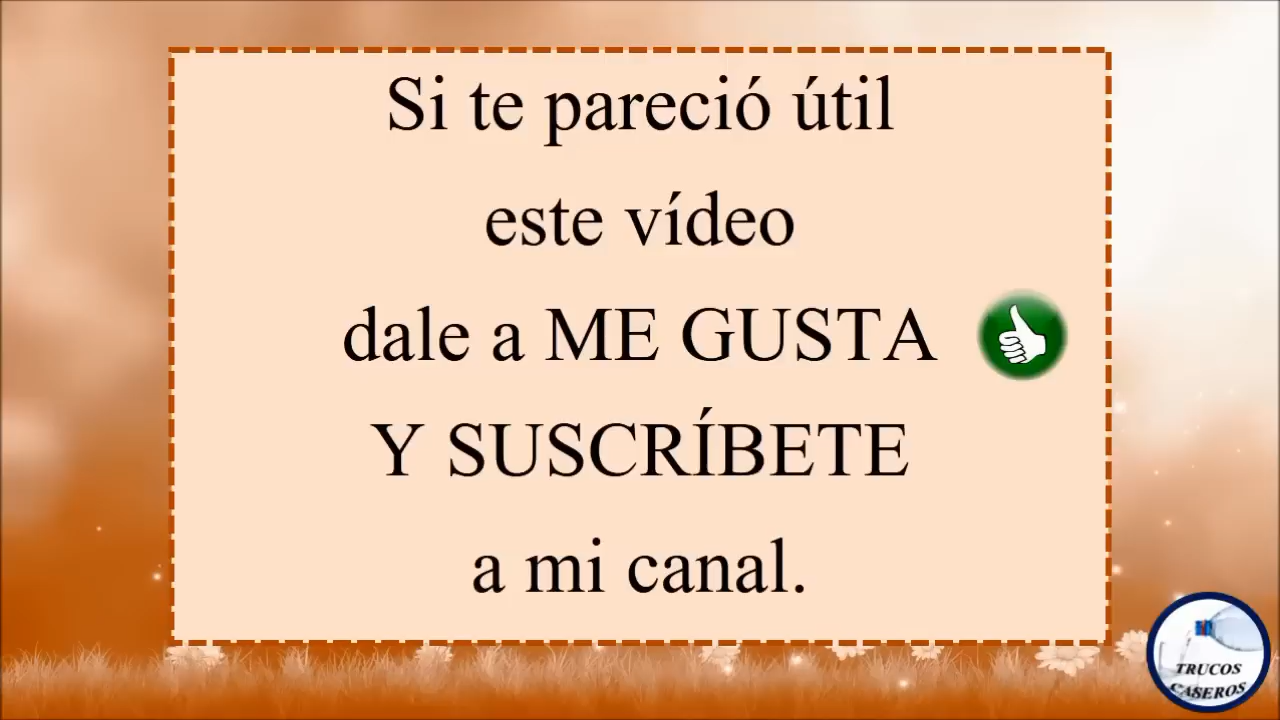 Si te pareció útil
este vídeo
dale a ME GUSTA
Y SUSCRÍBETE
a mi canal.
TRUCOS
CASEROS